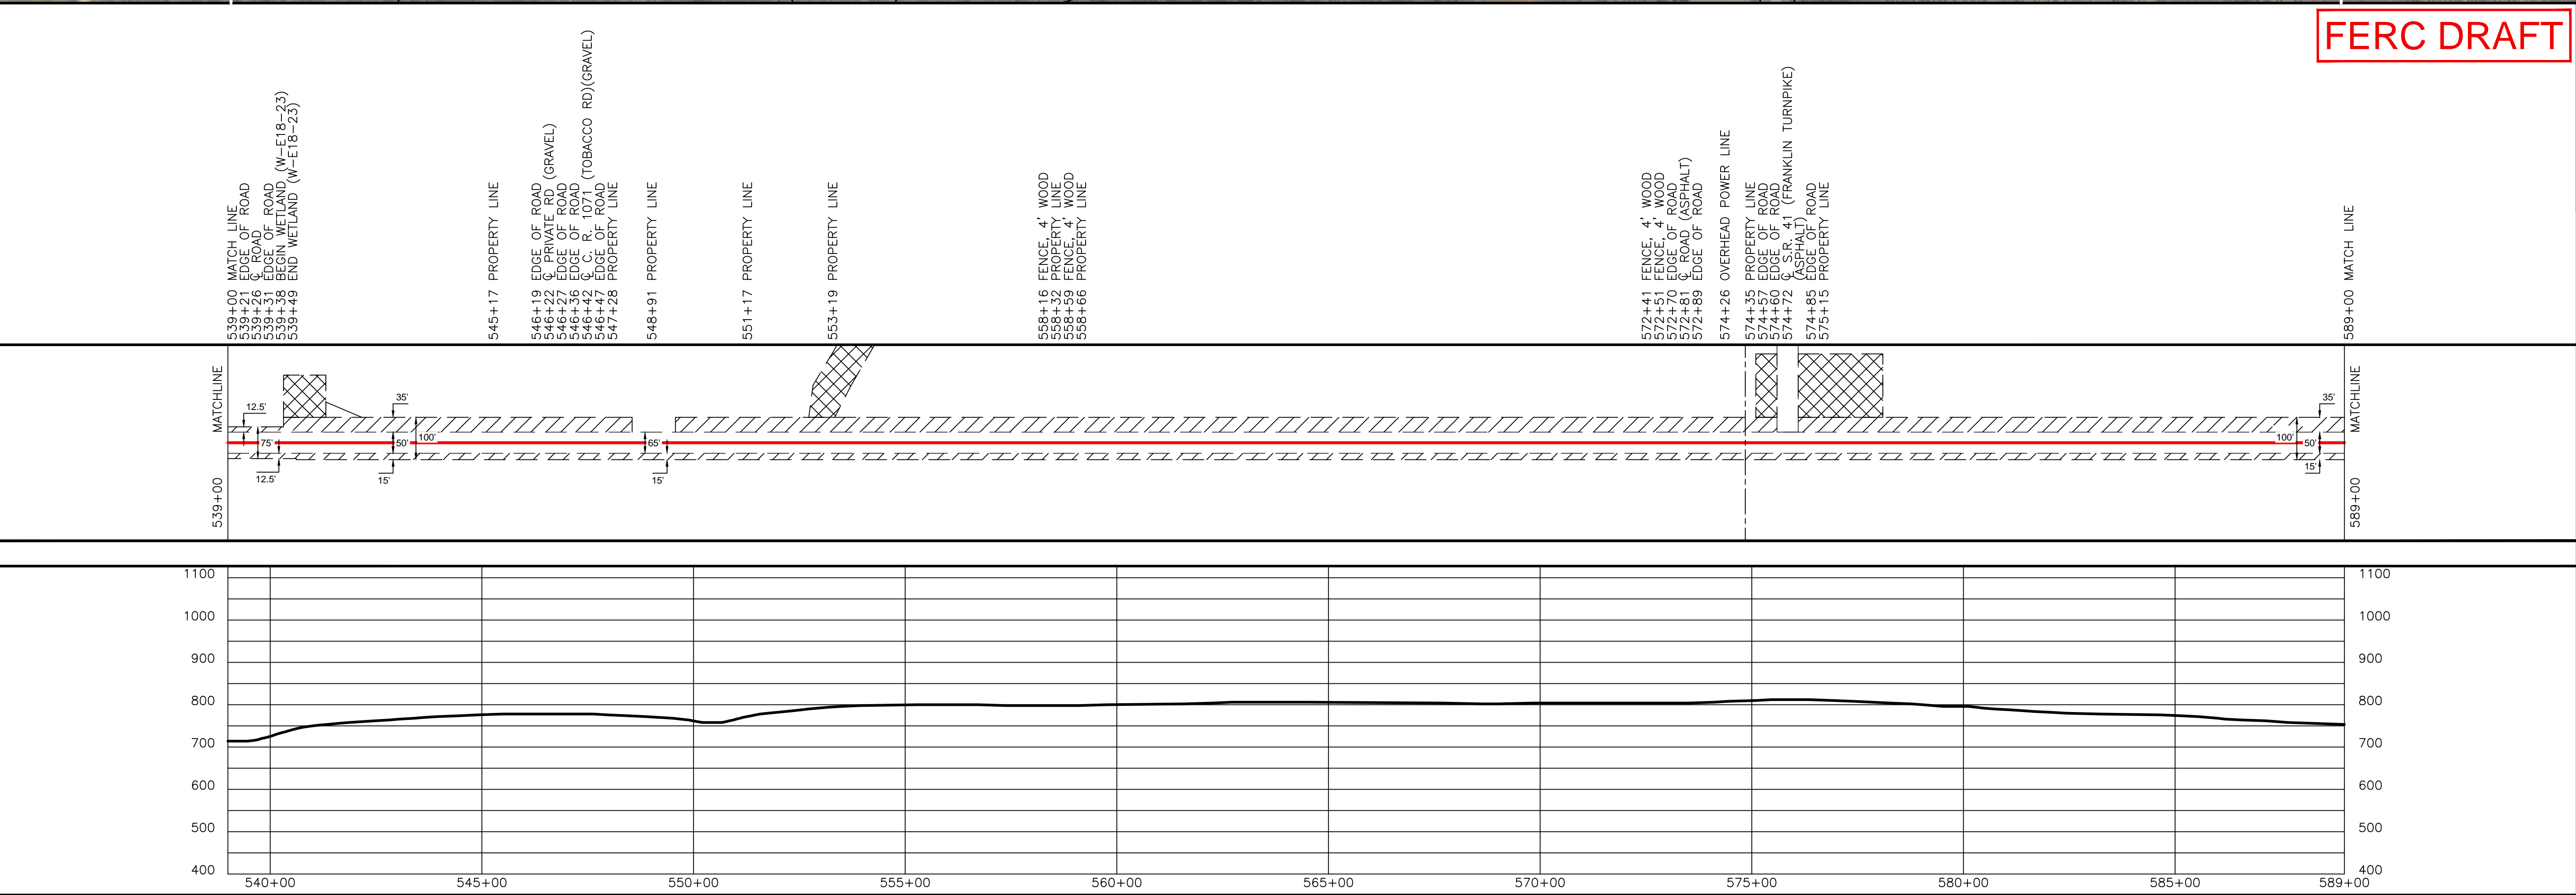 FERC DRAFT
539+00 MATCH LINE
539+21 EDGE OF ROAD
539+26 ℄ ROAD
539+31 EDGE OF ROAD
539+38 BEGIN WETLAND (W-E18-23)
539+49 END WETLAND (W-E18-23)
545+17 PROPERTY LINE
546+19 EDGE OF ROAD
546+22 ℄ PRIVATE RD (GRAVEL)
546+27 EDGE OF ROAD
546+36 EDGE OF ROAD
546+42 ℄ C. R. 1071 (TOBACCO RD)(GRAVEL)
546+47 EDGE OF ROAD
547+28 PROPERTY LINE
548+91 PROPERTY LINE
551+17 PROPERTY LINE
553+19 PROPERTY LINE
558+16 FENCE, 4' WOOD
558+32 PROPERTY LINE
558+59 FENCE, 4' WOOD
558+66 PROPERTY LINE
572+41 FENCE, 4' WOOD
572+51 FENCE, 4' WOOD
572+70 EDGE OF ROAD
572+81 ℄ ROAD (ASPHALT)
572+89 EDGE OF ROAD
574+26 OVERHEAD POWER LINE
574+35 PROPERTY LINE
574+57 EDGE OF ROAD
574+60 EDGE OF ROAD
574+72 ℄ S.R. 41 (FRANKLIN TURNPIKE)
(ASPHALT)
574+85 EDGE OF ROAD
575+15 PROPERTY LINE
589+00 MATCH LINE
MATCHLINE
539+00
12.5'
75'
12.5'
35'
50'
100'
15'
65'
15'
35'
100'
50'
15'
MATCHLINE
589+00
1100
1000
900
800
700
600
500
400
1100
1000
900
800
700
600
500
400
540+00
545+00
550+00
555+00
560+00
565+00
570+00
575+00
580+00
585+00
589+00